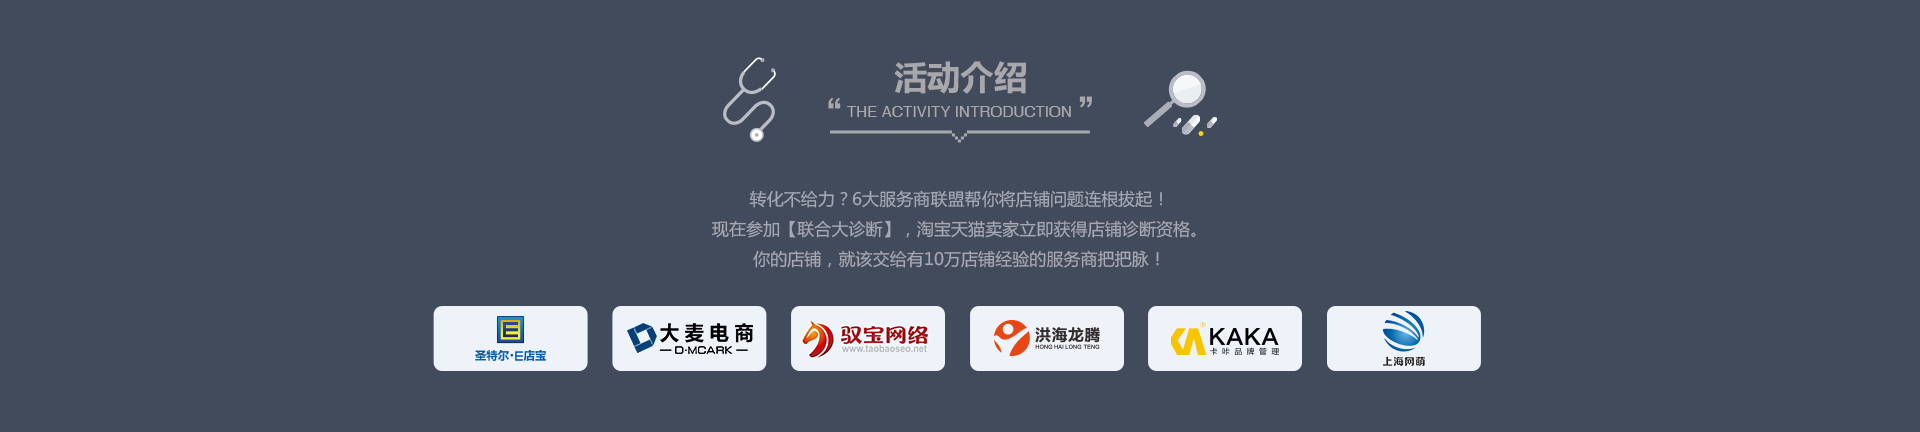 活动介绍
“ THE ACTIVITY INTRODUCTION ”
转化不给力？6大服务商联盟帮你将店铺问题连根拔起！
现在参加【联合大诊断】，淘宝天猫卖家立即获得店铺诊断资格。
你的店铺，就该交给有10万店铺经验的服务商把把脉！
圣特尔·E店宝
大麦电商
D·MCARK
驭宝网络
www.taobaoseo.net
洪海龙腾
HONG HAI LONG TENG
KAKA
卡咔品牌管理
上海网萌